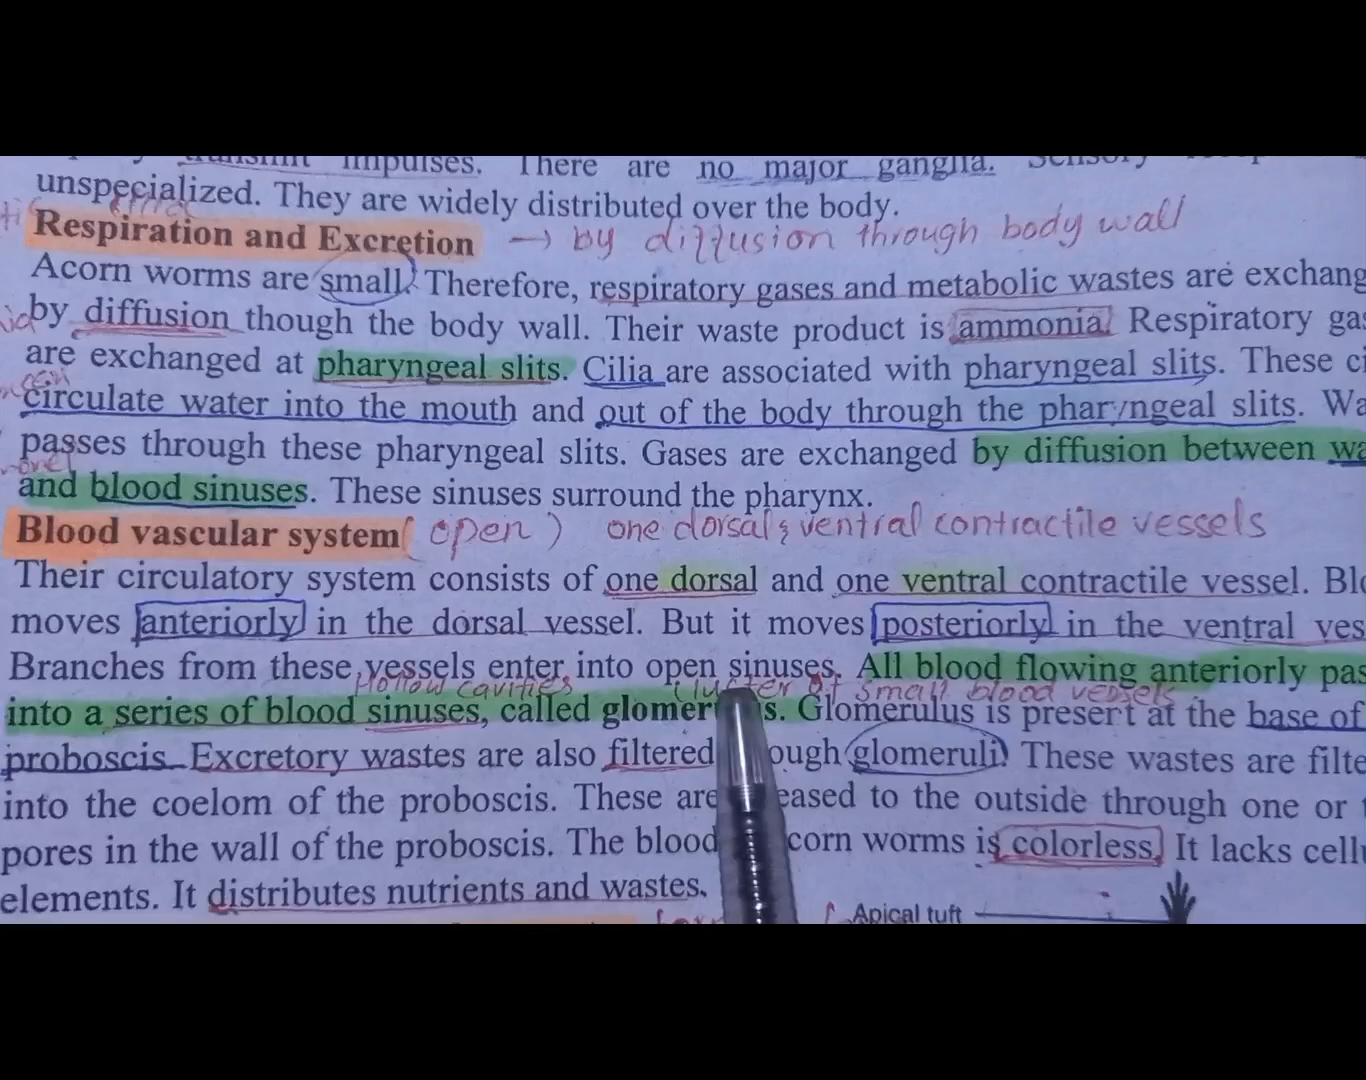 transmit impulses. There are no major ganglia. Sensory
unspecialized. They are widely distributed over the body.
Respiration and Excretion → by diffusion through body wall
Acorn worms are small. Therefore, respiratory gases and metabolic wastes are exchang
by diffusion though the body wall. Their waste product is ammonia. Respiratory gas
are exchanged at pharyngeal slits. Cilia are associated with pharyngeal slits. These ci
circulate water into the mouth and out of the body through the pharyngeal slits. Wa
passes through these pharyngeal slits. Gases are exchanged by diffusion between wa
and blood sinuses. These sinuses surround the pharynx.
Blood vascular system (open) one dorsal & ventral contractile vessels
Their circulatory system consists of one dorsal and one ventral contractile vessel. Blo
moves anteriorly in the dorsal vessel. But it moves posteriorly in the ventral ves
Branches from these vessels enter into open sinuses. All blood flowing anteriorly pas
Hollow cavities cluster of small blood vessels
into a series of blood sinuses, called glomer s. Glomerulus is present at the base of
proboscis. Excretory wastes are also filtered ough glomeruli. These wastes are filte
into the coelom of the proboscis. These are eased to the outside through one or
pores in the wall of the proboscis. The blood corn worms is colorless. It lacks cell
elements. It distributes nutrients and wastes.
Apical tuft